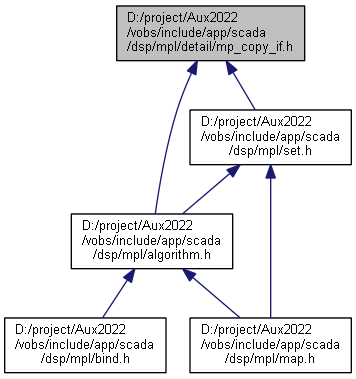 D:/project/Aux2022
/vobs/include/app/scada
/dsp/mpl/detail/mp_copy_if.h
D:/project/Aux2022
/vobs/include/app/scada
/dsp/mpl/set.h
D:/project/Aux2022
/vobs/include/app/scada
/dsp/mpl/algorithm.h
D:/project/Aux2022
/vobs/include/app/scada
/dsp/mpl/bind.h
D:/project/Aux2022
/vobs/include/app/scada
/dsp/mpl/map.h